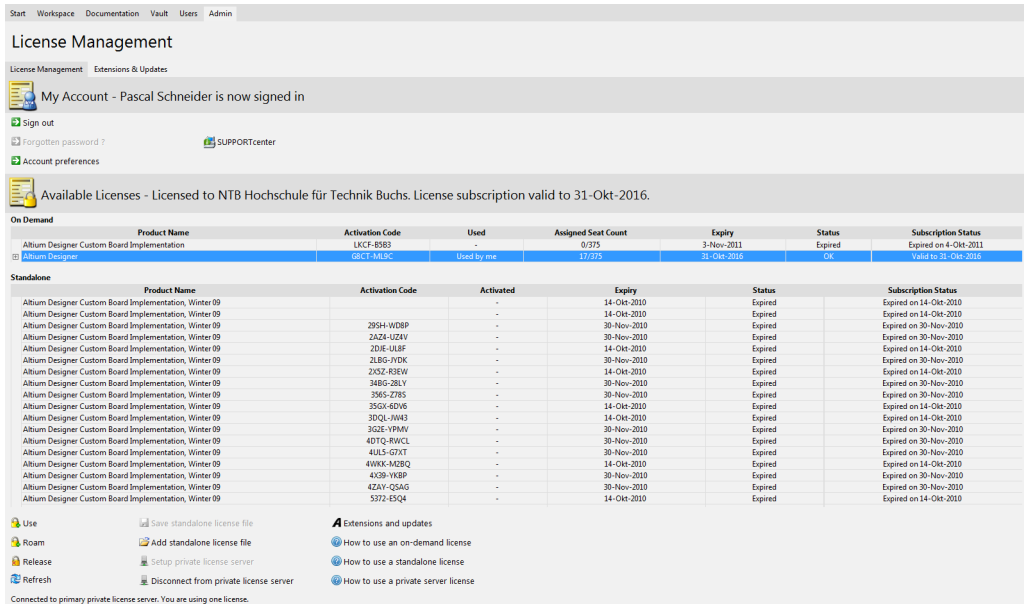 Start Workspace Documentation Vault Users Admin
License Management
License Management Extensions & Updates
My Account - Pascal Schneider is now signed in
Sign out
Forgotten password ? SUPPORTcenter
Account preferences
Available Licenses - Licensed to NTB Hochschule für Technik Buchs. License subscription valid to 31-Okt-2016.
On Demand
Product Name Activation Code Used Assigned Seat Count Expiry Status Subscription Status
Altium Designer Custom Board Implementation LKCF-B5B3 - 0/375 3-Nov-2011 Expired Expired on 4-Okt-2011
Altium Designer G8CT-ML9C Used by me 17/375 31-Okt-2016 OK Valid to 31-Okt-2016
Standalone
Product Name Activation Code Activated Expiry Status Subscription Status
Altium Designer Custom Board Implementation, Winter 09 - 14-Okt-2010 Expired Expired on 14-Okt-2010
Altium Designer Custom Board Implementation, Winter 09 - 14-Okt-2010 Expired Expired on 14-Okt-2010
Altium Designer Custom Board Implementation, Winter 09 29SH-WD8P - 30-Nov-2010 Expired Expired on 30-Nov-2010
Altium Designer Custom Board Implementation, Winter 09 2AZ4-UZ4V - 30-Nov-2010 Expired Expired on 30-Nov-2010
Altium Designer Custom Board Implementation, Winter 09 2DJE-UL8F - 14-Okt-2010 Expired Expired on 14-Okt-2010
Altium Designer Custom Board Implementation, Winter 09 2LBG-JYDK - 30-Nov-2010 Expired Expired on 30-Nov-2010
Altium Designer Custom Board Implementation, Winter 09 2X5Z-R3EW - 14-Okt-2010 Expired Expired on 14-Okt-2010
Altium Designer Custom Board Implementation, Winter 09 34BG-28LY - 30-Nov-2010 Expired Expired on 30-Nov-2010
Altium Designer Custom Board Implementation, Winter 09 356S-Z78S - 30-Nov-2010 Expired Expired on 30-Nov-2010
Altium Designer Custom Board Implementation, Winter 09 35GX-6DV6 - 14-Okt-2010 Expired Expired on 14-Okt-2010
Altium Designer Custom Board Implementation, Winter 09 3DQL-JW43 - 14-Okt-2010 Expired Expired on 14-Okt-2010
Altium Designer Custom Board Implementation, Winter 09 3G2E-YPMV - 30-Nov-2010 Expired Expired on 30-Nov-2010
Altium Designer Custom Board Implementation, Winter 09 4DTQ-RWCL - 30-Nov-2010 Expired Expired on 30-Nov-2010
Altium Designer Custom Board Implementation, Winter 09 4UL5-G7XT - 30-Nov-2010 Expired Expired on 30-Nov-2010
Altium Designer Custom Board Implementation, Winter 09 4WKK-M2BQ - 14-Okt-2010 Expired Expired on 14-Okt-2010
Altium Designer Custom Board Implementation, Winter 09 4X39-YKBP - 30-Nov-2010 Expired Expired on 30-Nov-2010
Altium Designer Custom Board Implementation, Winter 09 4ZAY-QSAG - 30-Nov-2010 Expired Expired on 30-Nov-2010
Altium Designer Custom Board Implementation, Winter 09 5372-E5Q4 - 14-Okt-2010 Expired Expired on 14-Okt-2010
Use Save standalone license file Extensions and updates
Roam Add standalone license file How to use an on-demand license
Release Setup private license server How to use a standalone license
Refresh Disconnect from private license server How to use a private server license
Connected to primary private license server. You are using one license.